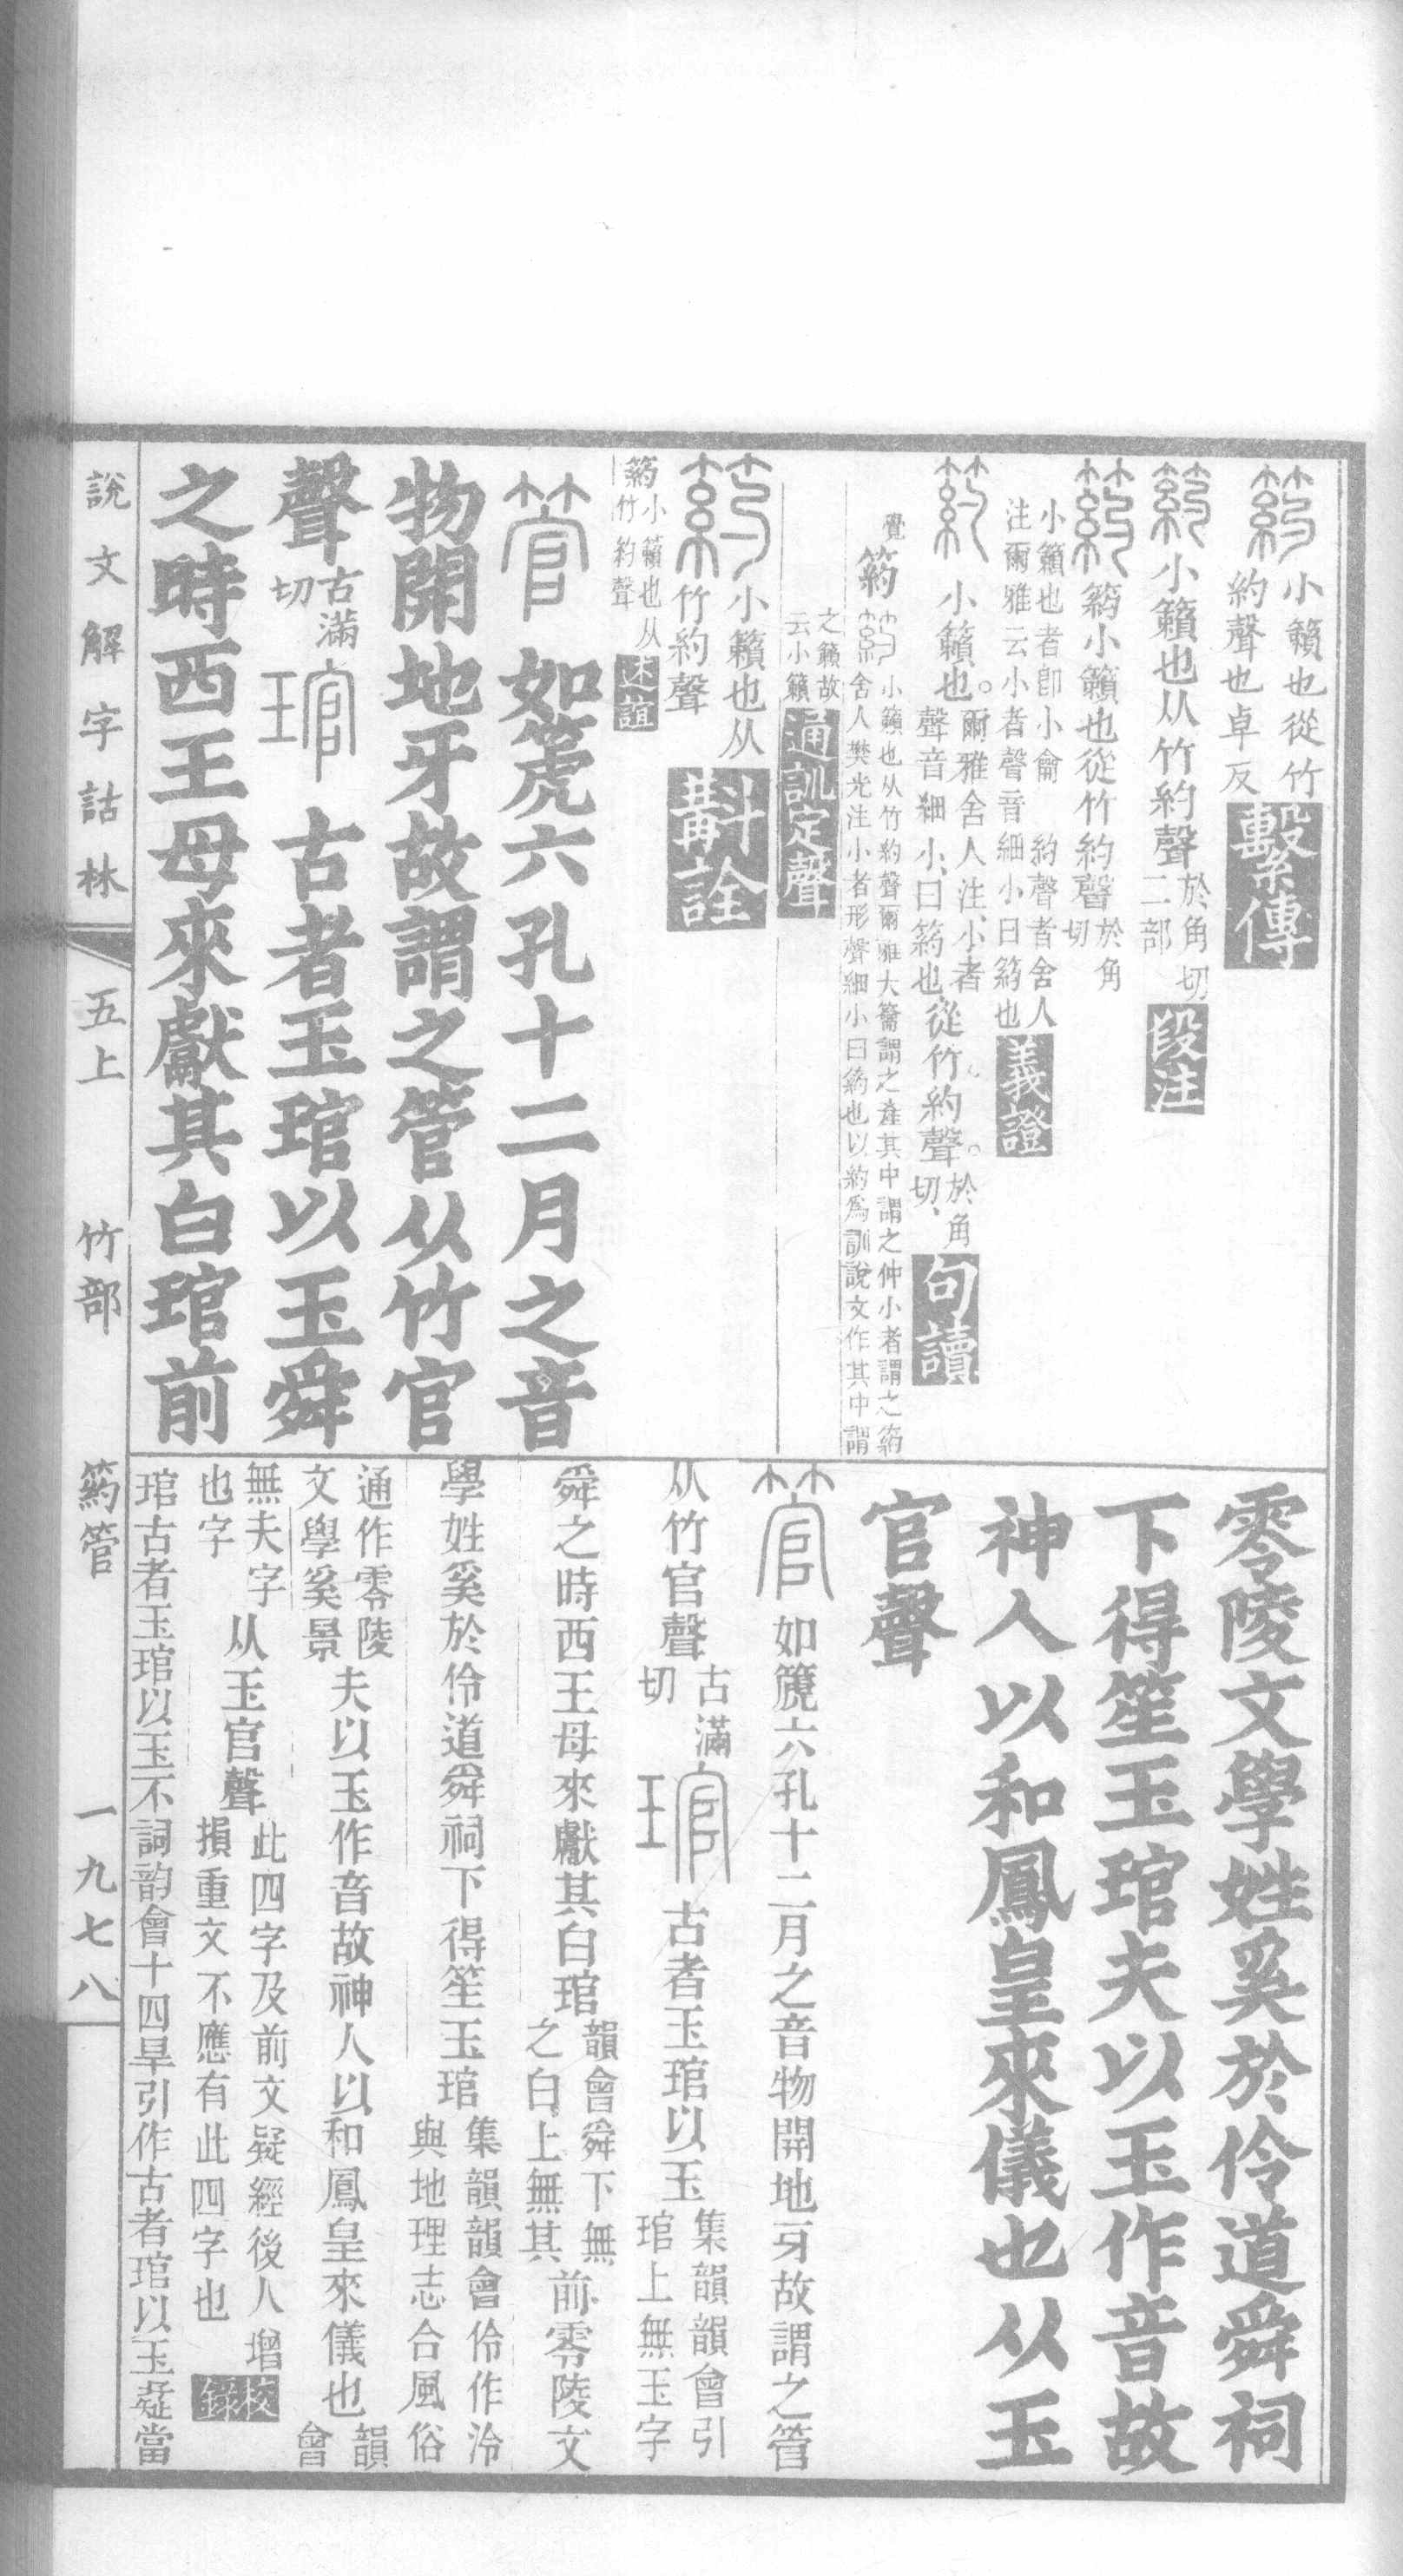 小籟也從竹
約聲也卓反
繫傳
小籟也从竹約聲
於角切
二部
段注
箹小籟也從竹約聲
於角
切
小籟也者卽小龠 約聲者舍人
注爾雅云小者聲音細小曰箹也
義證
小籟也。
爾雅舍人注、小者
聲音細小、曰箹也
從竹約聲。
於角
切、
句讀
覺
箹
小籟也从竹約聲爾雅大籥謂之產其中謂之仲小者謂之箹
舍人樊光注小者形聲細小曰箹也以約爲訓說文作其中謂
之籟故
云小籟
通訓定聲
小籟也从
竹約聲
斠詮
箹小籟也从
竹約聲
述誼
管 如箎六孔十二月之音
物開地牙故謂之管从竹官
聲
古滿
切
琯 古者玉琯以玉舜
之時西王母來獻其白琯前
零陵文學姓奚於伶道舜祠
下得笙玉琯夫以玉作音故
神人以和鳳皇來儀也从玉
官聲
管 如篪六孔十二月之音物開地牙故謂之管
从竹官聲
古滿
切
琯 古者玉琯以玉
集韻韻會引
琯上無玉字
舜之時西王母來獻其白琯
韻會舜下無
之白上無其
前零陵文
學姓奚於伶道舜祠下得笙玉琯
集韻韻會伶作泠
與地理志合風俗
通作零陵
文學奚景
夫以玉作音故神人以和鳳皇來儀也
韻
會
無夫字
也字
从玉官聲
此四字及前文疑經後人增
損重文不應有此四字也
校錄
琯古者玉琯以玉不詞韵會十四旱引作古者琯以玉疑當
說文解字詁林
五上
竹部
箹管
一九七八